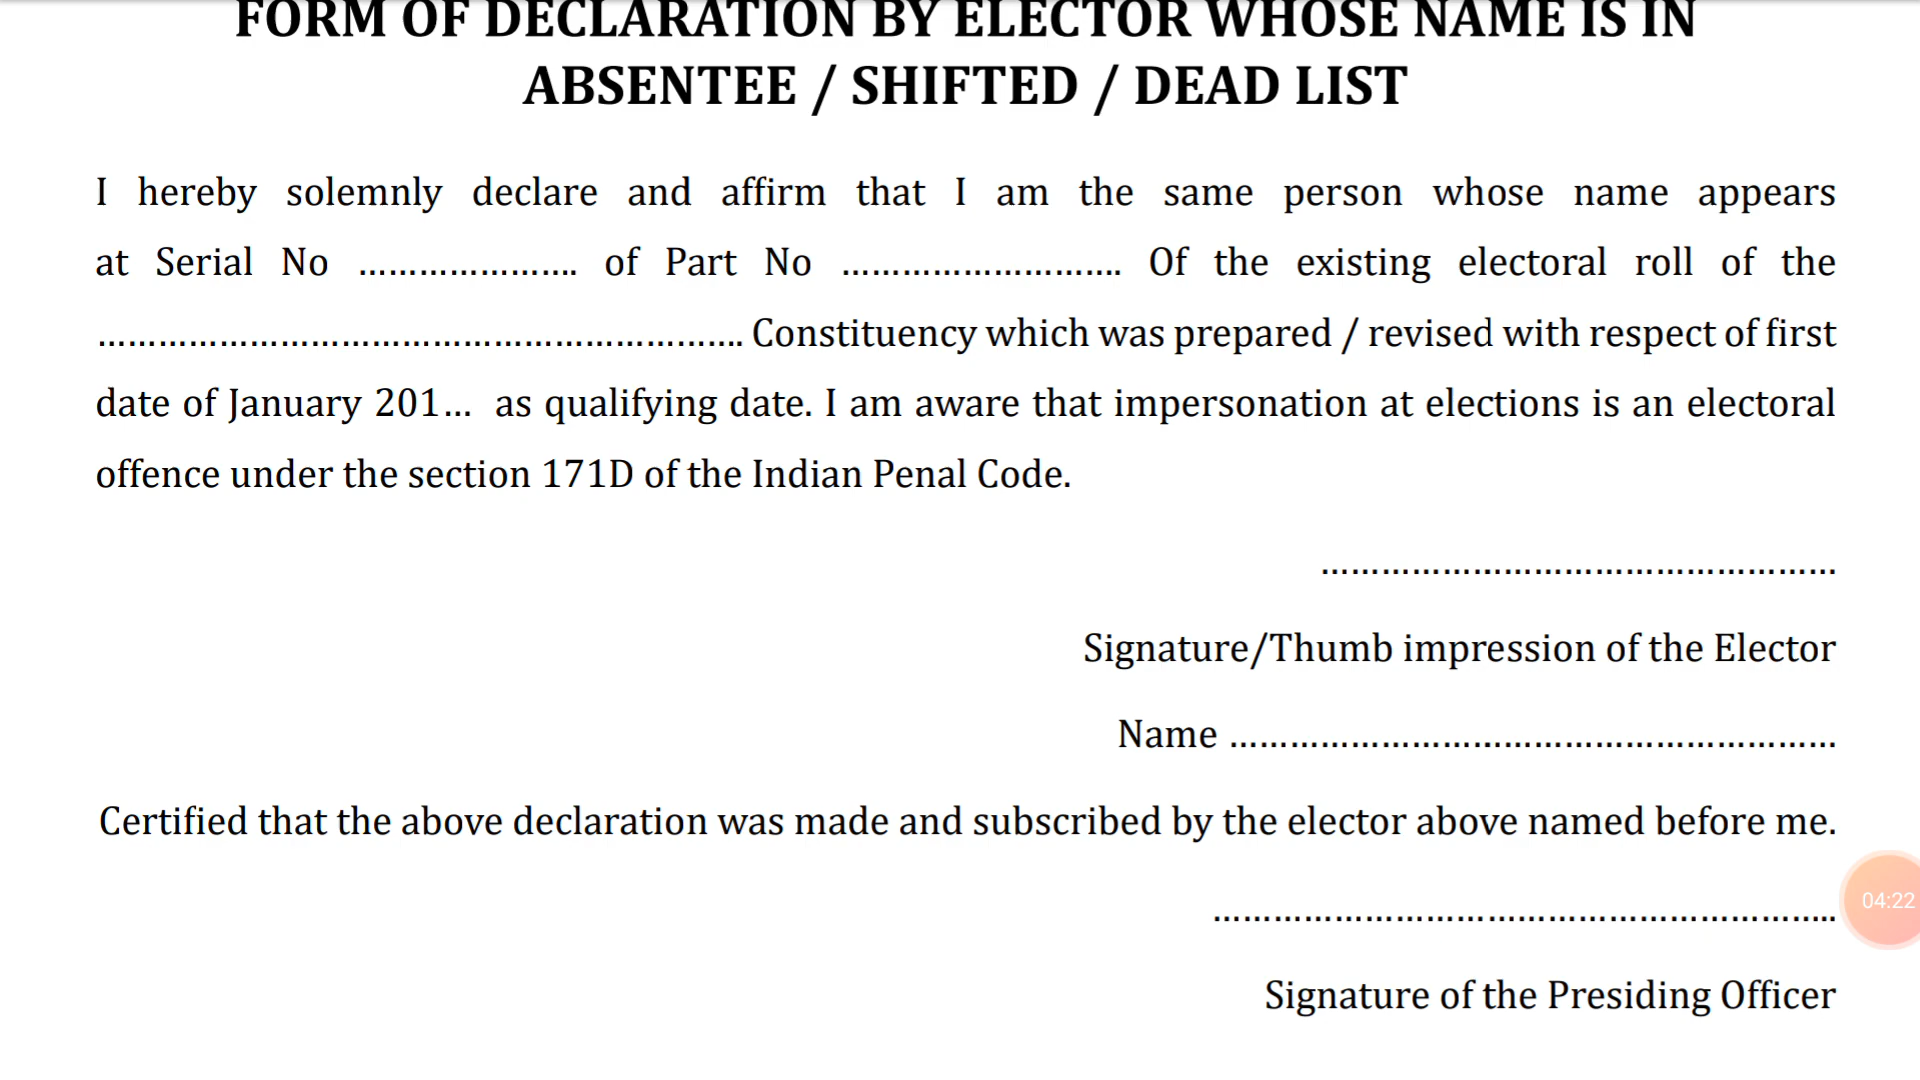 FORM OF DECLARATION BY ELECTOR WHOSE NAME IS IN
ABSENTEE / SHIFTED / DEAD LIST
I hereby solemnly declare and affirm that I am the same person whose name appears
at Serial No …………………. of Part No ………………………. Of the existing electoral roll of the
………………………………………………………. Constituency which was prepared / revised with respect of first
date of January 201… as qualifying date. I am aware that impersonation at elections is an electoral
offence under the section 171D of the Indian Penal Code.
……………………………………………
Signature/Thumb impression of the Elector
Name ……………………………………………………
Certified that the above declaration was made and subscribed by the elector above named before me.
……………………………………………………..
04:22
Signature of the Presiding Officer